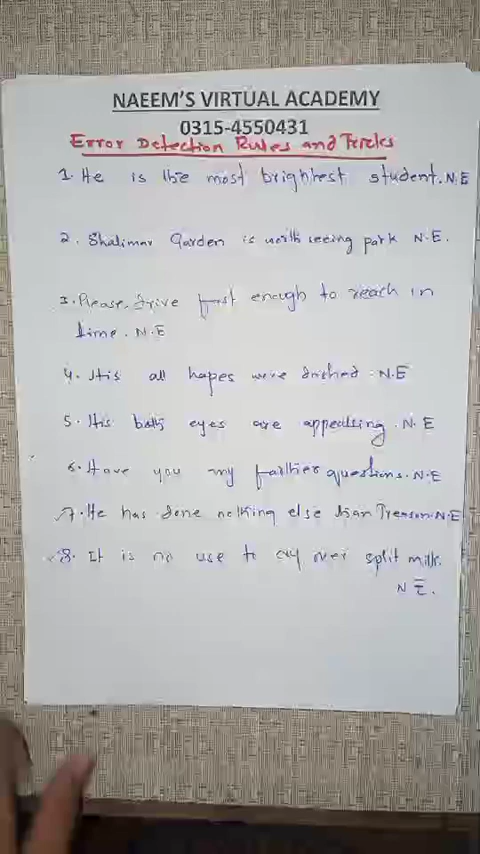 NAEEM'S VIRTUAL ACADEMY
0315-4550431
Error Detection Rules and Tricks
1. He is the most brightest student. N.E
2. Shalimar Garden is worth seeing park N.E.
3. Please, drive fast enough to reach in
time. N.E
4. His all hopes were dashed. N.E
5. His both eyes are appealing. N.E
6. Have you my farther questions. N.E
7. He has done nothing else than Treason. N.E
8. It is no use to cry over split milk.
N E.